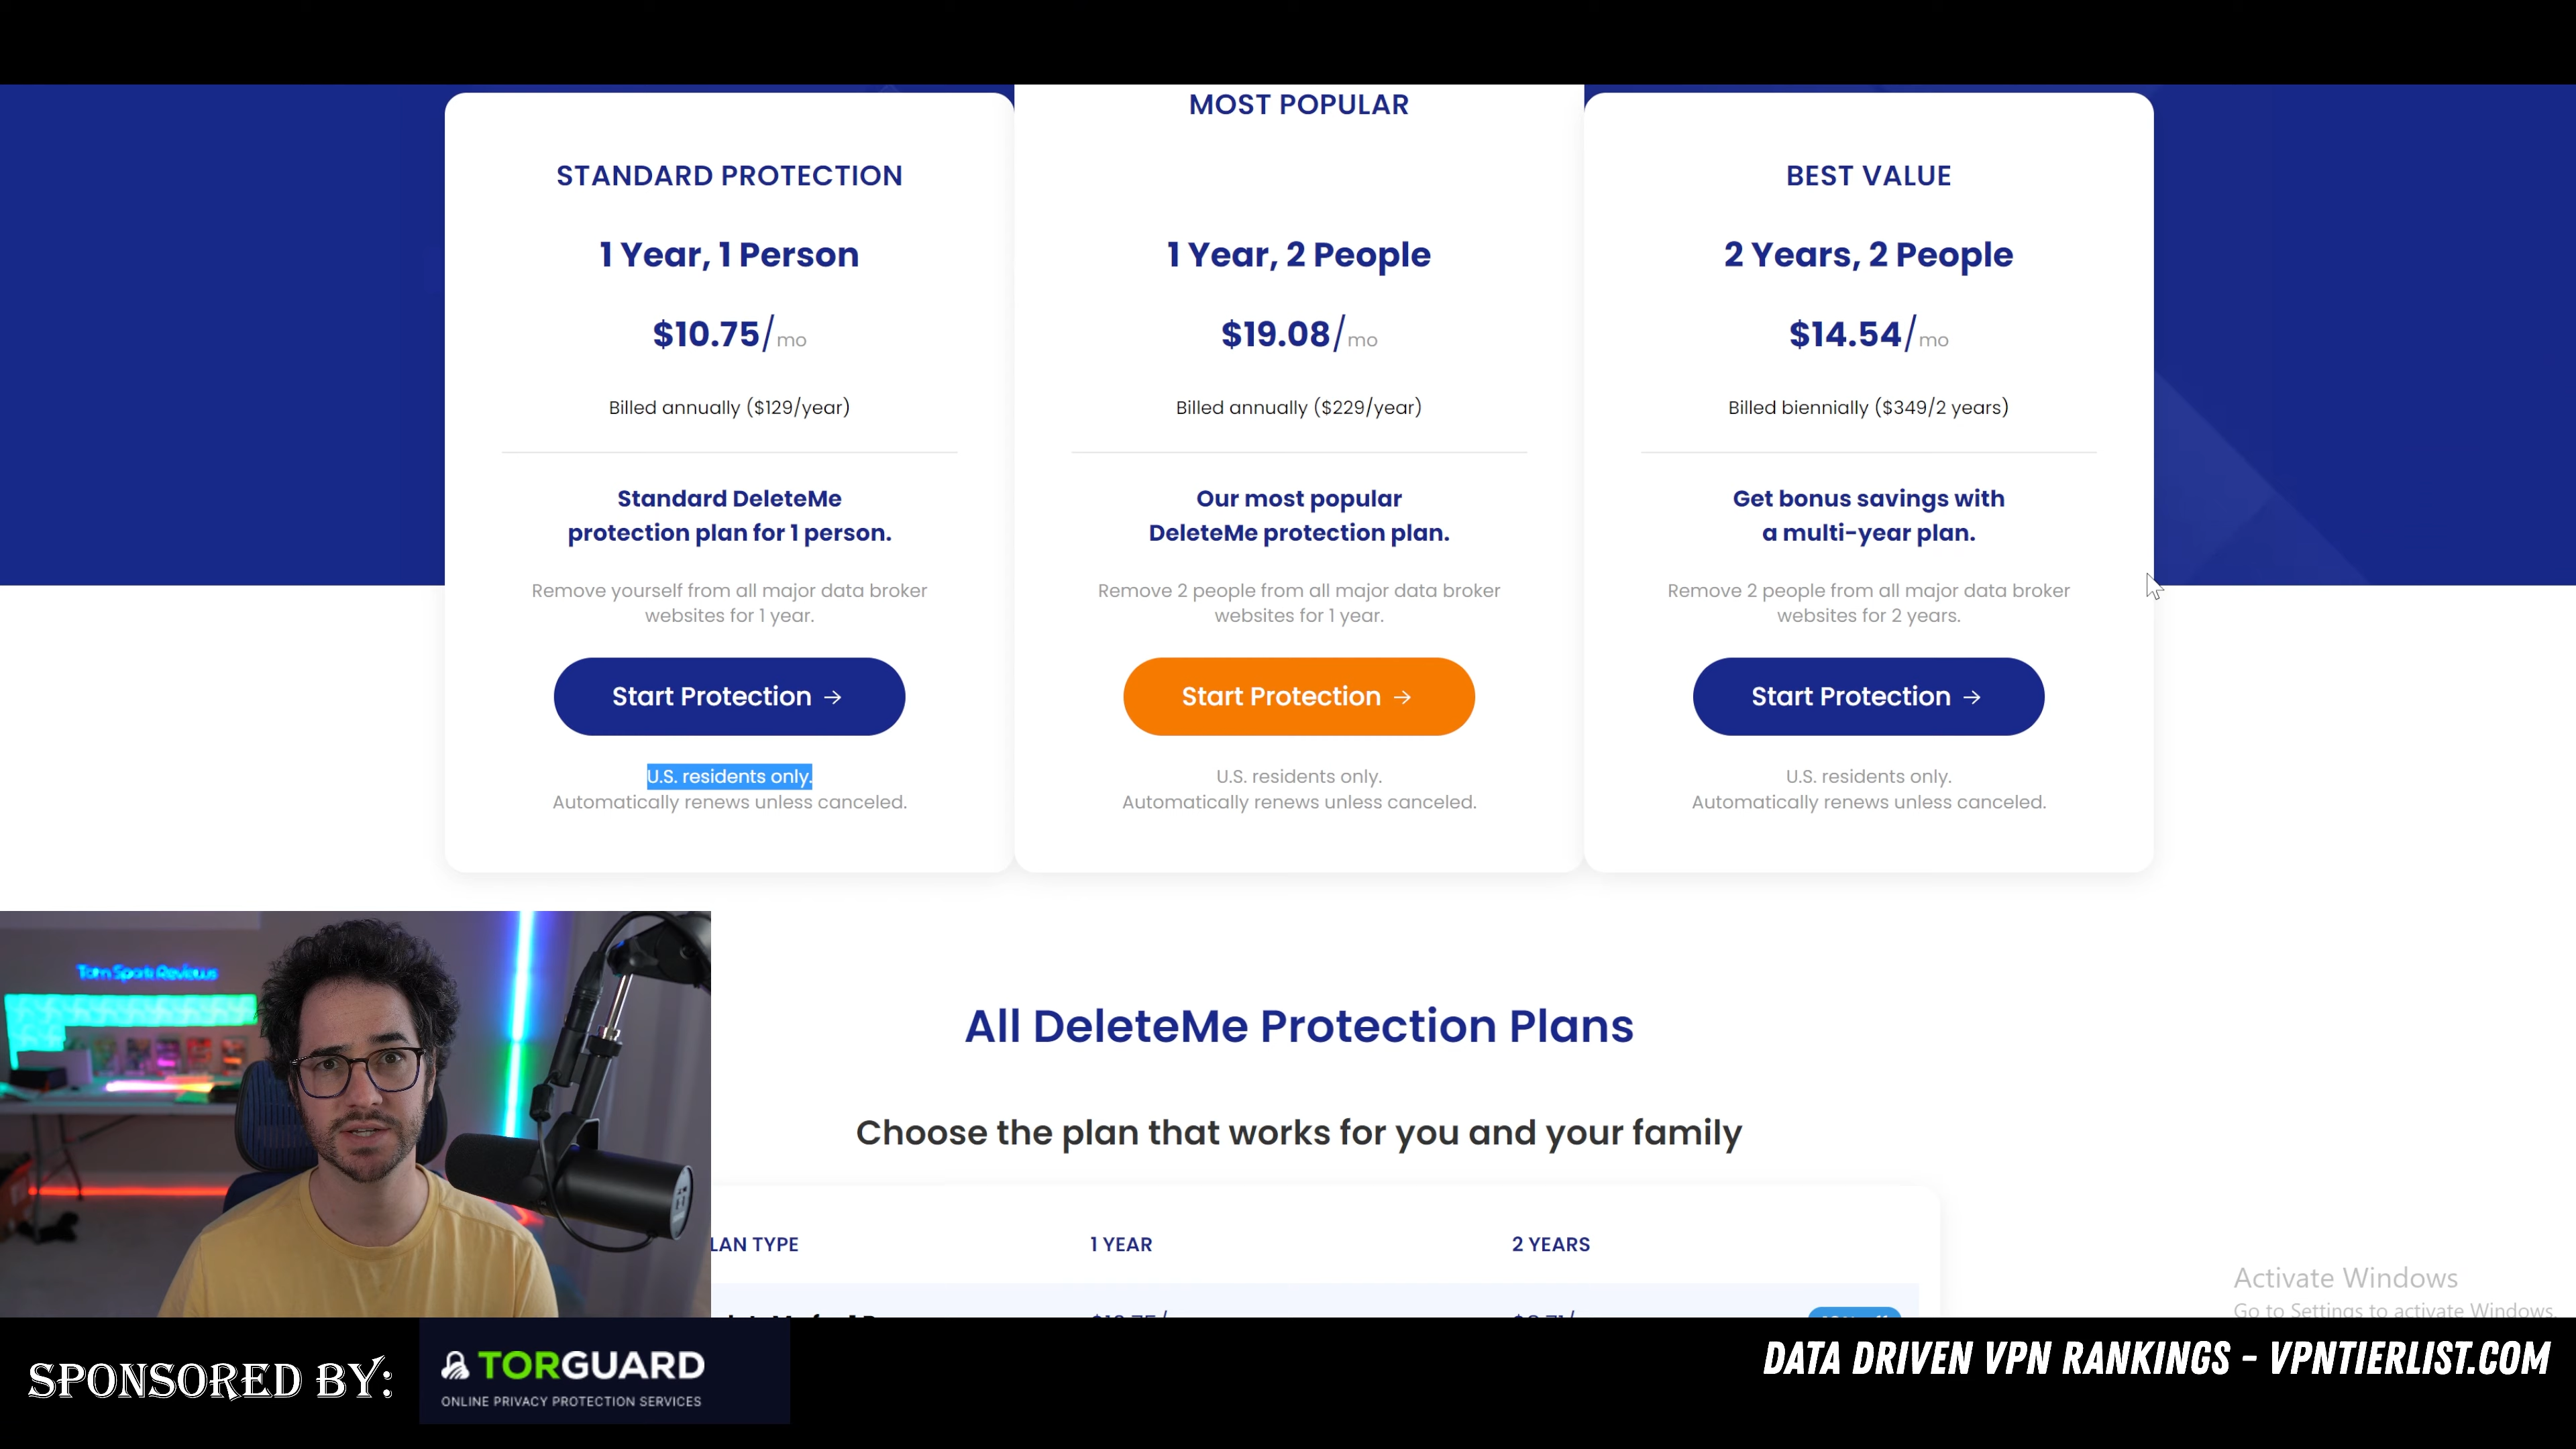 MOST POPULAR
STANDARD PROTECTION
1 Year, 1 Person
$10.75/mo
Billed annually ($129/year)
Standard DeleteMe
protection plan for 1 person.
Remove yourself from all major data broker
websites for 1 year.
Start Protection →
U.S. residents only.
Automatically renews unless canceled.
1 Year, 2 People
$19.08/mo
Billed annually ($229/year)
Our most popular
DeleteMe protection plan.
Remove 2 people from all major data broker
websites for 1 year.
Start Protection →
U.S. residents only.
Automatically renews unless canceled.
BEST VALUE
2 Years, 2 People
$14.54/mo
Billed biennially ($349/2 years)
Get bonus savings with
a multi-year plan.
Remove 2 people from all major data broker
websites for 2 years.
Start Protection →
U.S. residents only.
Automatically renews unless canceled.
All DeleteMe Protection Plans
Choose the plan that works for you and your family
LAN TYPE
1 YEAR
2 YEARS
Tom Spark Reviews
Activate Windows
Go to Settings to activate Windows.
SPONSORED BY:
TORGUARD
ONLINE PRIVACY PROTECTION SERVICES
DATA DRIVEN VPN RANKINGS - VPNTIERLIST.COM